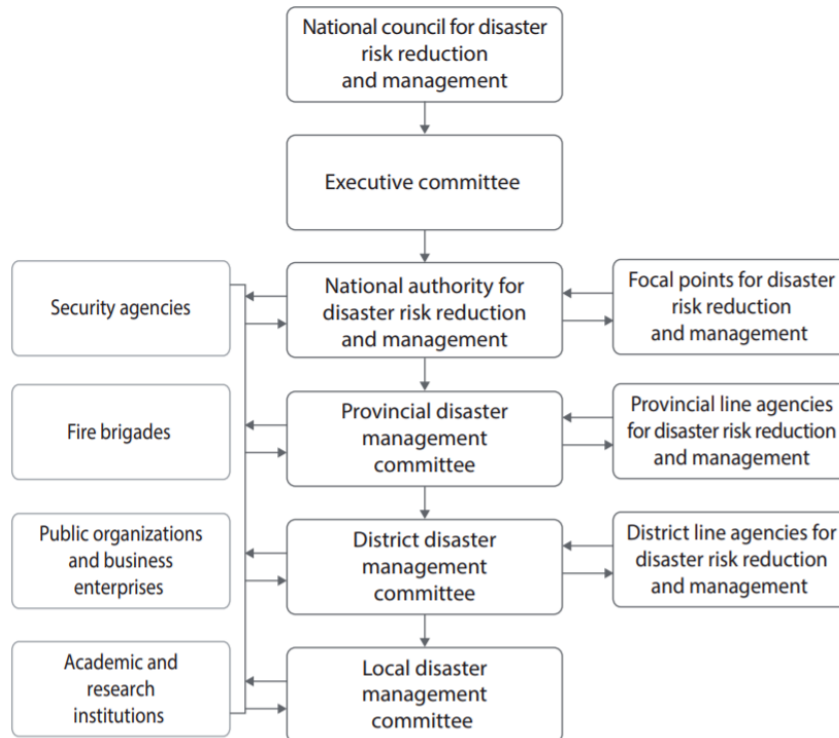 National council for disaster
risk reduction
and management
Executive committee
Security agencies
National authority for
disaster risk reduction
and management
Focal points for disaster
risk reduction
and management
Fire brigades
Provincial disaster
management
committee
Provincial line agencies
for disaster risk reduction
and management
Public organizations
and business
enterprises
District disaster
management
committee
District line agencies for
disaster risk reduction
and management
Academic and
research
institutions
Local disaster
management
committee